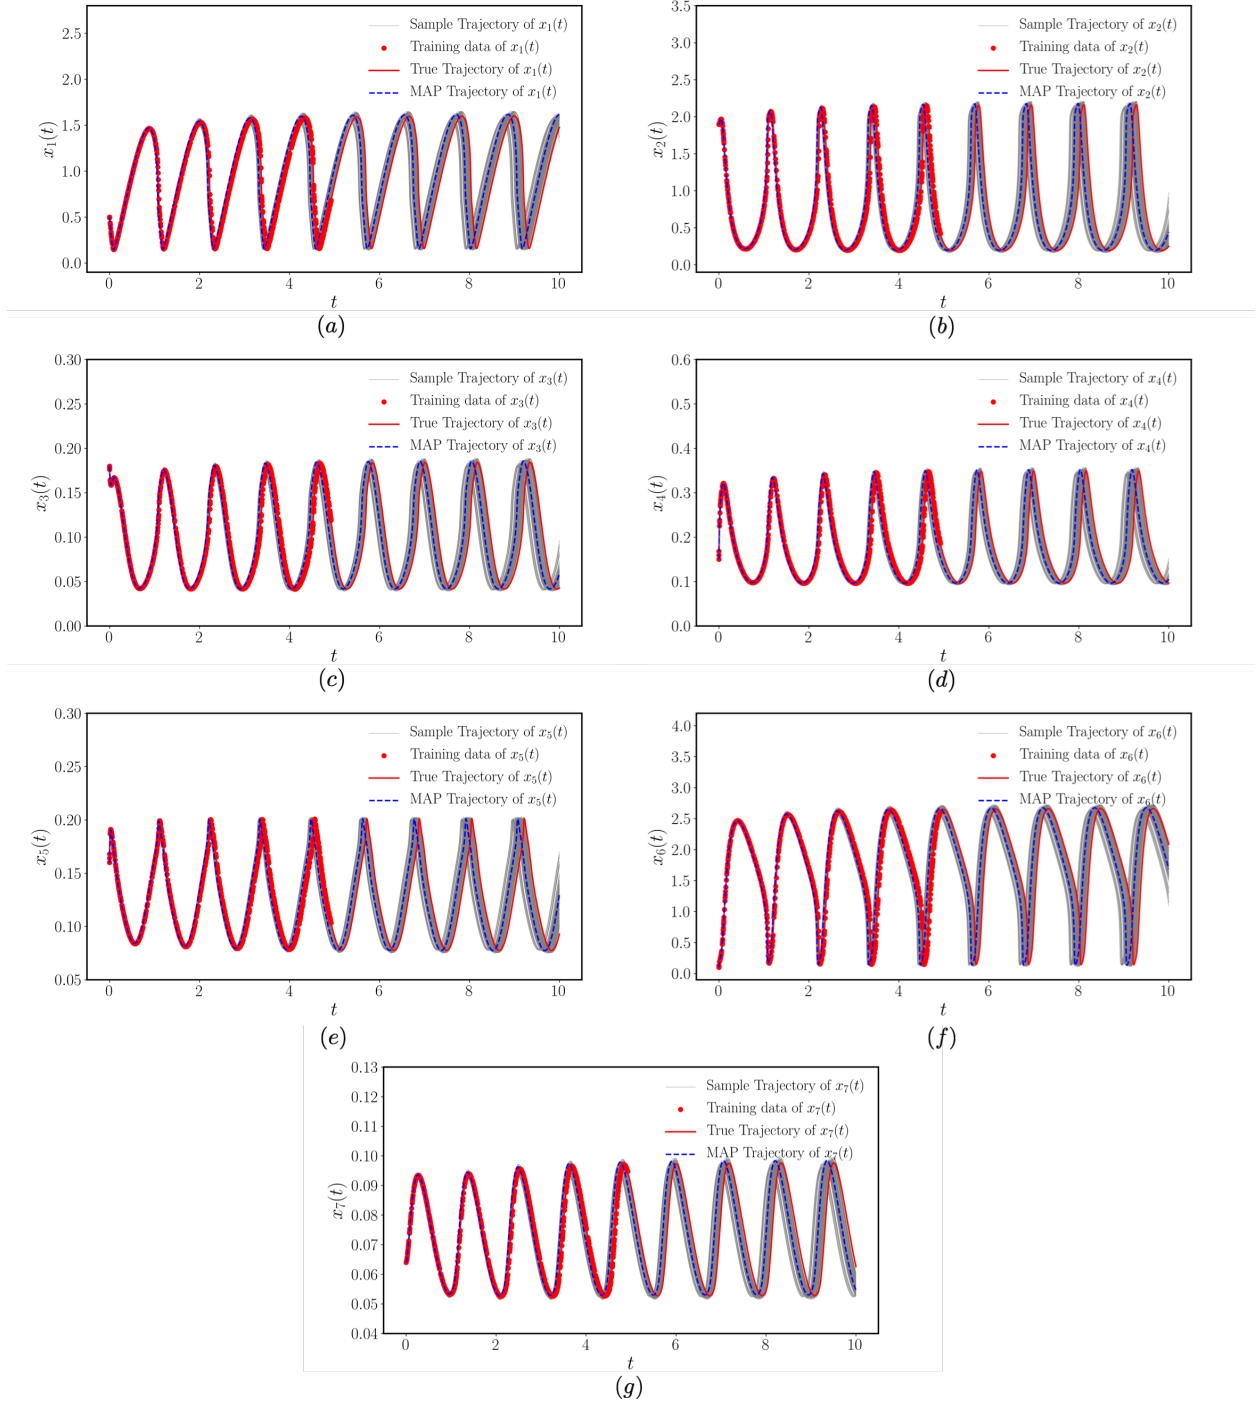 Sample Trajectory of x₁(t)
Training data of x₁(t)
True Trajectory of x₁(t)
MAP Trajectory of x₁(t)
2.5
2.0
1.5
1.0
0.5
0.0
x₁(t)
0 2 4 6 8 10
t
(a)
Sample Trajectory of x₂(t)
Training data of x₂(t)
True Trajectory of x₂(t)
MAP Trajectory of x₂(t)
3.5
3.0
2.5
2.0
1.5
1.0
0.5
0.0
x₂(t)
0 2 4 6 8 10
t
(b)
Sample Trajectory of x₃(t)
Training data of x₃(t)
True Trajectory of x₃(t)
MAP Trajectory of x₃(t)
0.30
0.25
0.20
0.15
0.10
0.05
0.00
x₃(t)
0 2 4 6 8 10
t
(c)
Sample Trajectory of x₄(t)
Training data of x₄(t)
True Trajectory of x₄(t)
MAP Trajectory of x₄(t)
0.6
0.5
0.4
0.3
0.2
0.1
0.0
x₄(t)
0 2 4 6 8 10
t
(d)
Sample Trajectory of x₅(t)
Training data of x₅(t)
True Trajectory of x₅(t)
MAP Trajectory of x₅(t)
0.30
0.25
0.20
0.15
0.10
0.05
x₅(t)
0 2 4 6 8 10
t
(e)
Sample Trajectory of x₆(t)
Training data of x₆(t)
True Trajectory of x₆(t)
MAP Trajectory of x₆(t)
4.0
3.5
3.0
2.5
2.0
1.5
1.0
0.5
0.0
x₆(t)
0 2 4 6 8 10
t
(f)
Sample Trajectory of x₇(t)
Training data of x₇(t)
True Trajectory of x₇(t)
MAP Trajectory of x₇(t)
0.13
0.12
0.11
0.10
0.09
0.08
0.07
0.06
0.05
0.04
x₇(t)
0 2 4 6 8 10
t
(g)